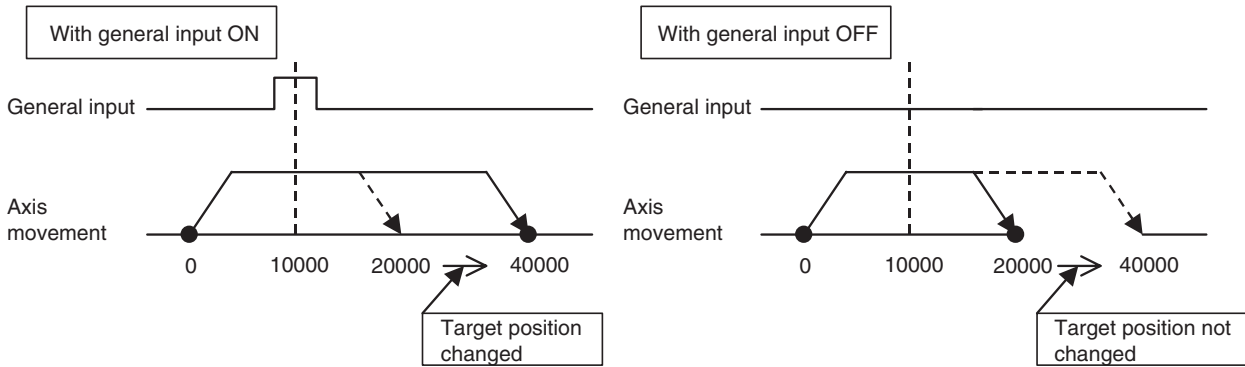 With general input ON
General input
Axis
movement
0 10000 20000 40000
Target position
changed
With general input OFF
General input
Axis
movement
0 10000 20000 40000
Target position not
changed